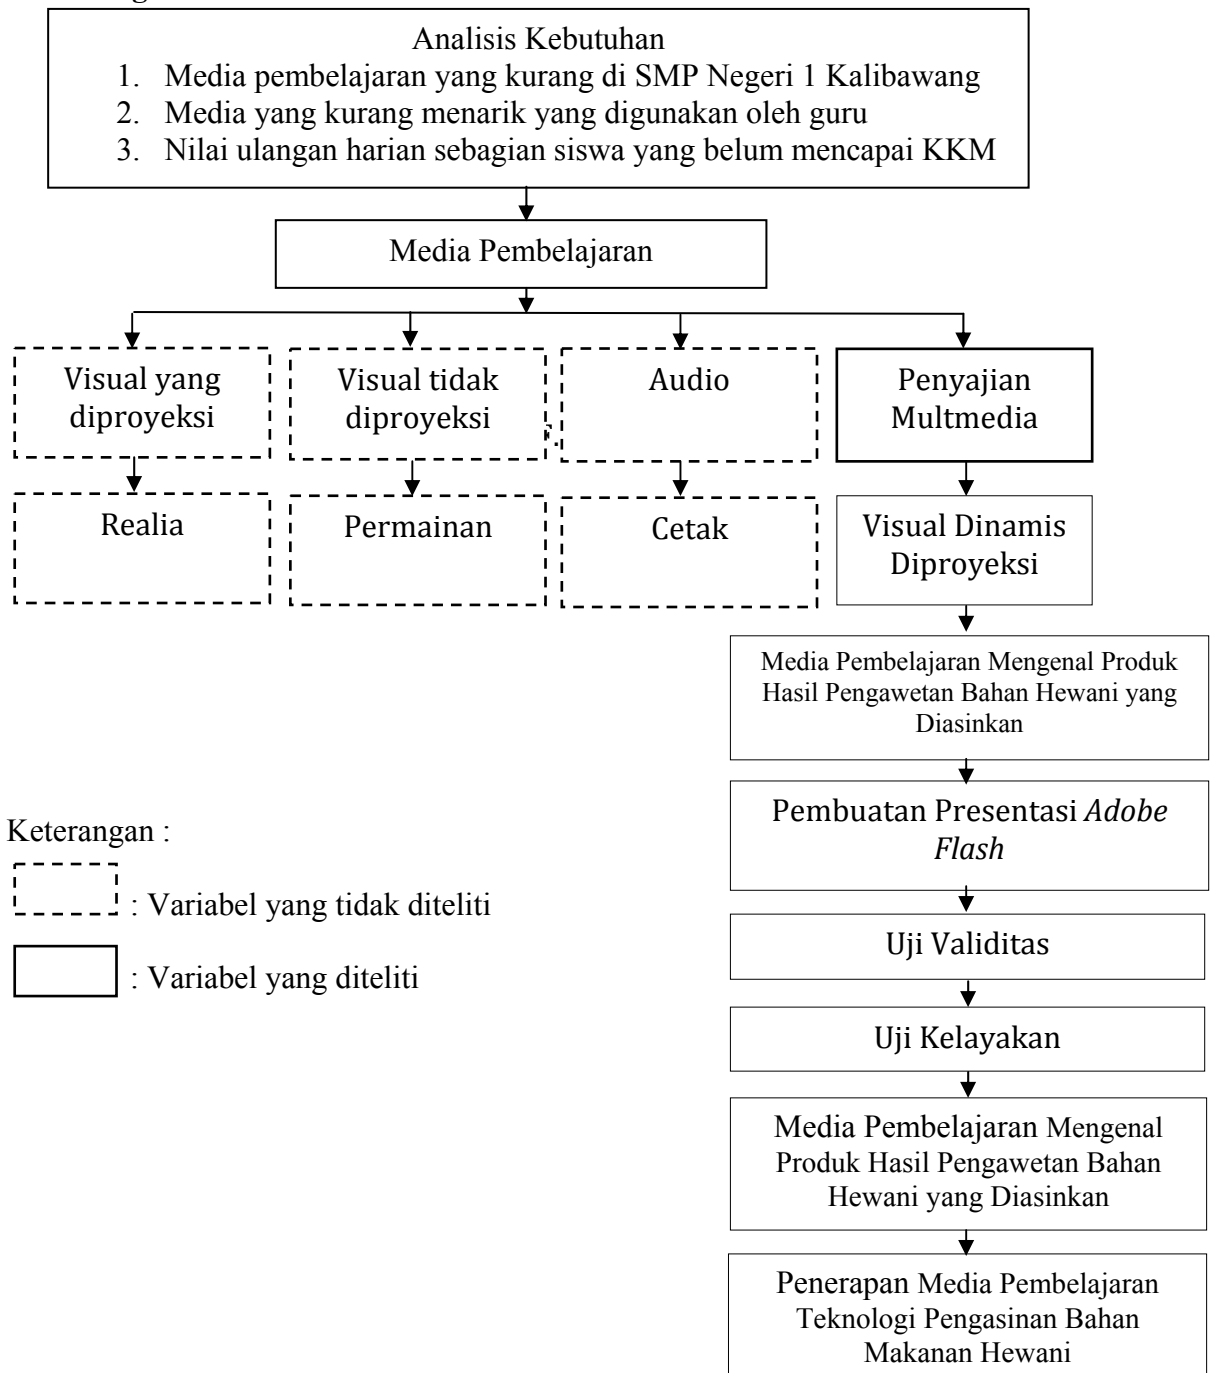 Analisis Kebutuhan
1. Media pembelajaran yang kurang di SMP Negeri 1 Kalibawang
2. Media yang kurang menarik yang digunakan oleh guru
3. Nilai ulangan harian sebagian siswa yang belum mencapai KKM
Media Pembelajaran
Visual yang
diproyeksi
Visual tidak
diproyeksi
Audio
Penyajian
Multmedia
Realia
Permainan
Cetak
Visual Dinamis
Diproyeksi
Media Pembelajaran Mengenal Produk
Hasil Pengawetan Bahan Hewani yang
Diasinkan
Pembuatan Presentasi Adobe
Flash
Keterangan :
: Variabel yang tidak diteliti
: Variabel yang diteliti
Uji Validitas
Uji Kelayakan
Media Pembelajaran Mengenal
Produk Hasil Pengawetan Bahan
Hewani yang Diasinkan
Penerapan Media Pembelajaran
Teknologi Pengasinan Bahan
Makanan Hewani